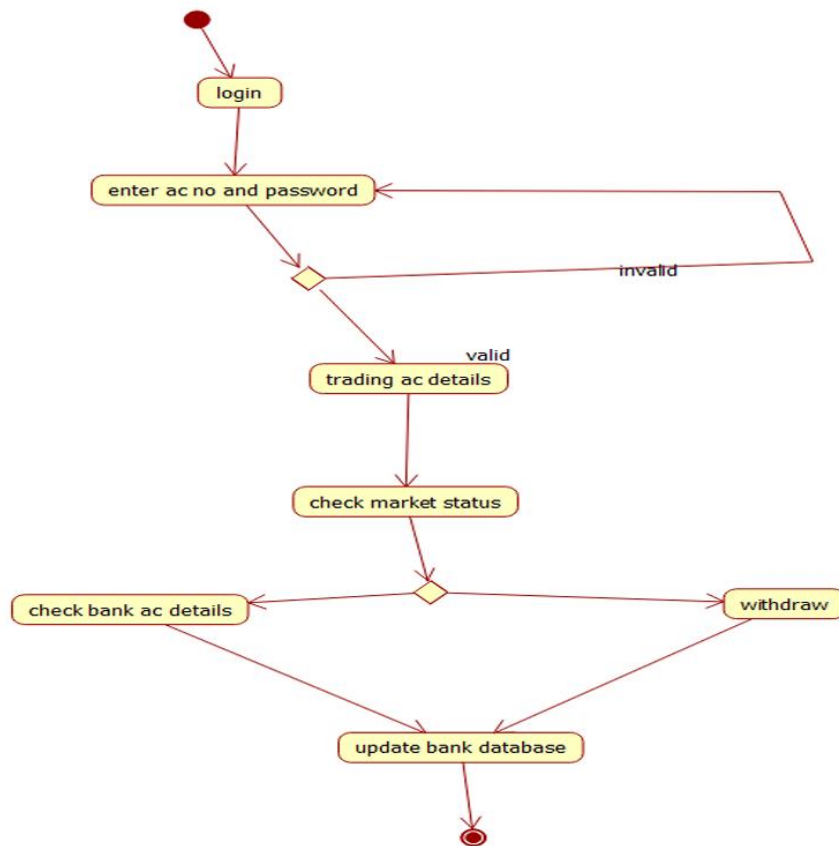 login
enter ac no and password
invalid
valid
trading ac details
check market status
check bank ac details
withdraw
update bank database